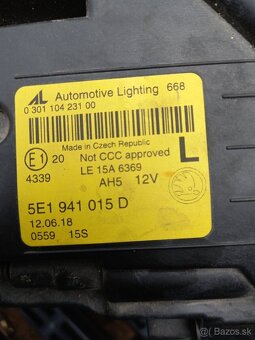 AL Automotive Lighting 668
0 301 104 231 00
Made in Czech Republic
E1 20 Not CCC approved L
4339 LE 15A 6369
AH5 12V
5E1 941 015 D
12.06.18
0559 15S
bazos.sk